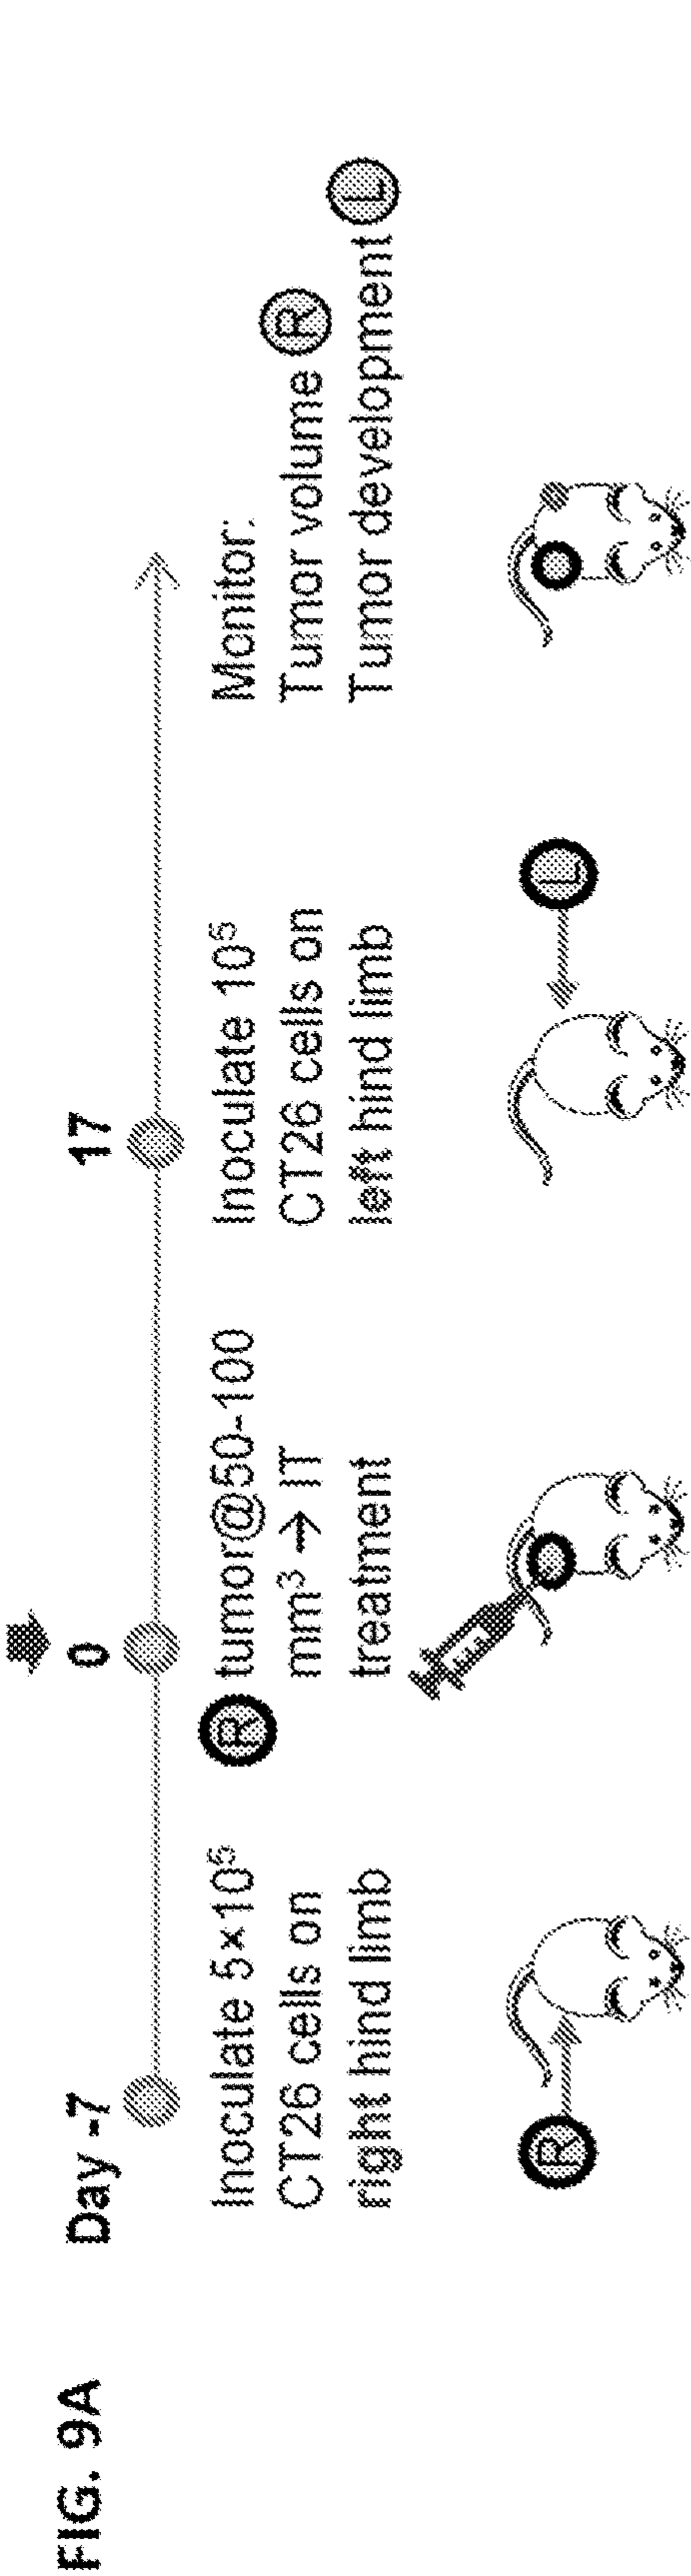 FIG. 9A
Day -7
0
17
Inoculate 5×10⁵
CT26 cells on
right hind limb
R
R tumor@50-100
mm³ → IT
treatment
Inoculate 10⁵
CT26 cells on
left hind limb
L
Monitor:
Tumor volume R
Tumor development L